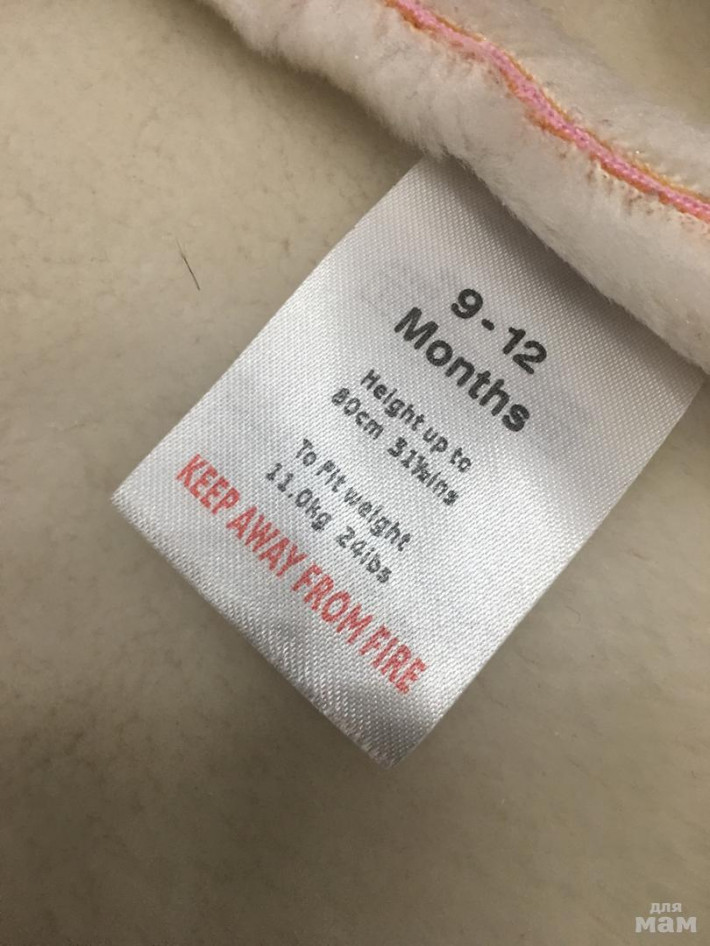 9-12
Months
Height up to
80cm 31½ins
To Fit weight
11.0kg 24lbs
KEEP AWAY FROM FIRE
для
мам